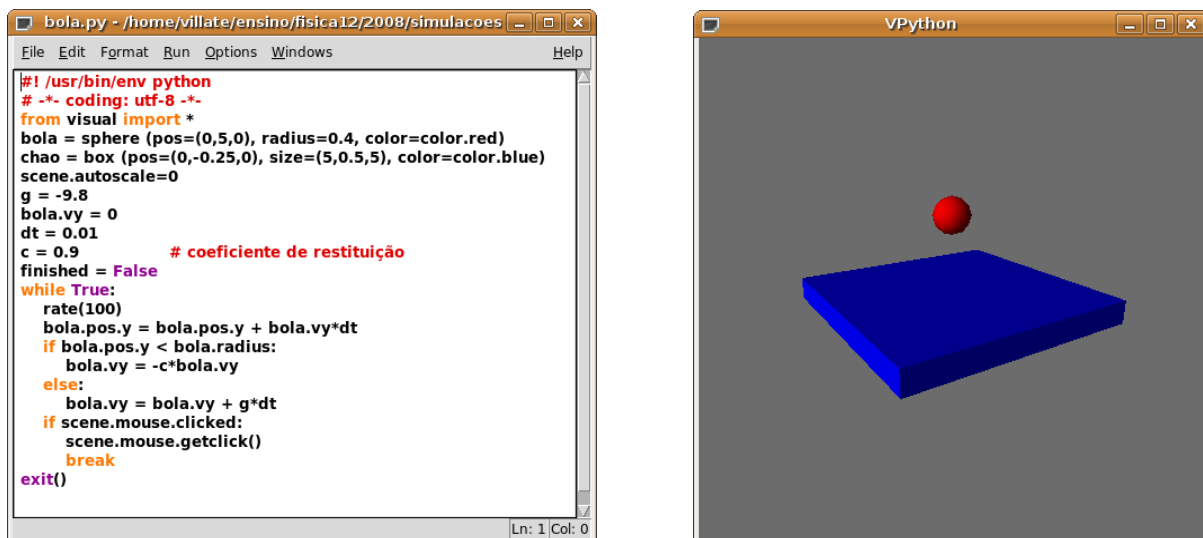 bola.py - /home/villate/ensino/fisica12/2008/simulacoes
File Edit Format Run Options Windows Help
#! /usr/bin/env python
# -*- coding: utf-8 -*-
from visual import *
bola = sphere (pos=(0,5,0), radius=0.4, color=color.red)
chao = box (pos=(0,-0.25,0), size=(5,0.5,5), color=color.blue)
scene.autoscale=0
g = -9.8
bola.vy = 0
dt = 0.01
c = 0.9 # coeficiente de restituição
finished = False
while True:
    rate(100)
    bola.pos.y = bola.pos.y + bola.vy*dt
    if bola.pos.y < bola.radius:
        bola.vy = -c*bola.vy
    else:
        bola.vy = bola.vy + g*dt
    if scene.mouse.clicked:
        scene.mouse.getclick()
        break
exit()
Ln: 1 Col: 0
VPython